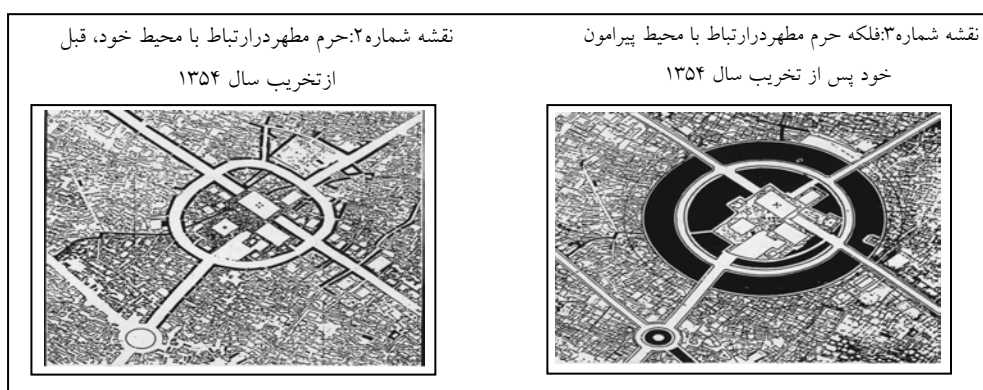 نقشه شماره۳:فلکه حرم مطهردرارتباط با محیط پیرامون
خود پس از تخریب سال ۱۳۵۴
نقشه شماره۲:حرم مطهردرارتباط با محیط خود، قبل
ازتخریب سال ۱۳۵۴